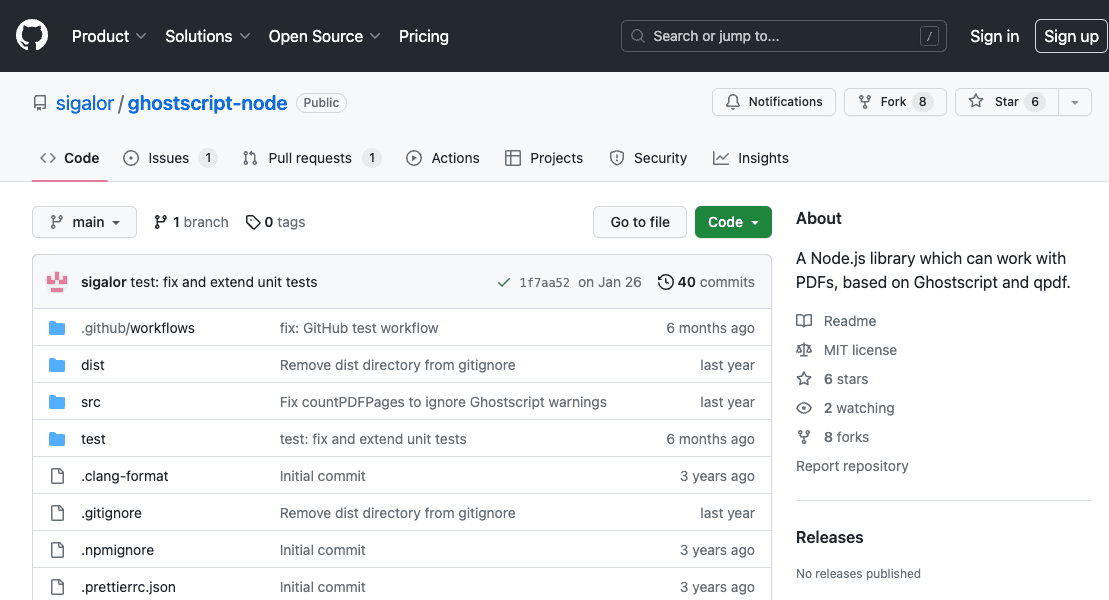 Product Solutions Open Source Pricing Search or jump to... / Sign in Sign up
sigalor / ghostscript-node Public Notifications Fork 8 Star 6
Code Issues 1 Pull requests 1 Actions Projects Security Insights
main 1 branch 0 tags Go to file Code
sigalor test: fix and extend unit tests 1f7aa52 on Jan 26 40 commits
.github/workflows fix: GitHub test workflow 6 months ago
dist Remove dist directory from gitignore last year
src Fix countPDFPages to ignore Ghostscript warnings last year
test test: fix and extend unit tests 6 months ago
.clang-format Initial commit 3 years ago
.gitignore Remove dist directory from gitignore last year
.npmignore Initial commit 3 years ago
.prettierrc.json Initial commit 3 years ago
About
A Node.js library which can work with
PDFs, based on Ghostscript and qpdf.
Readme
MIT license
6 stars
2 watching
8 forks
Report repository
Releases
No releases published